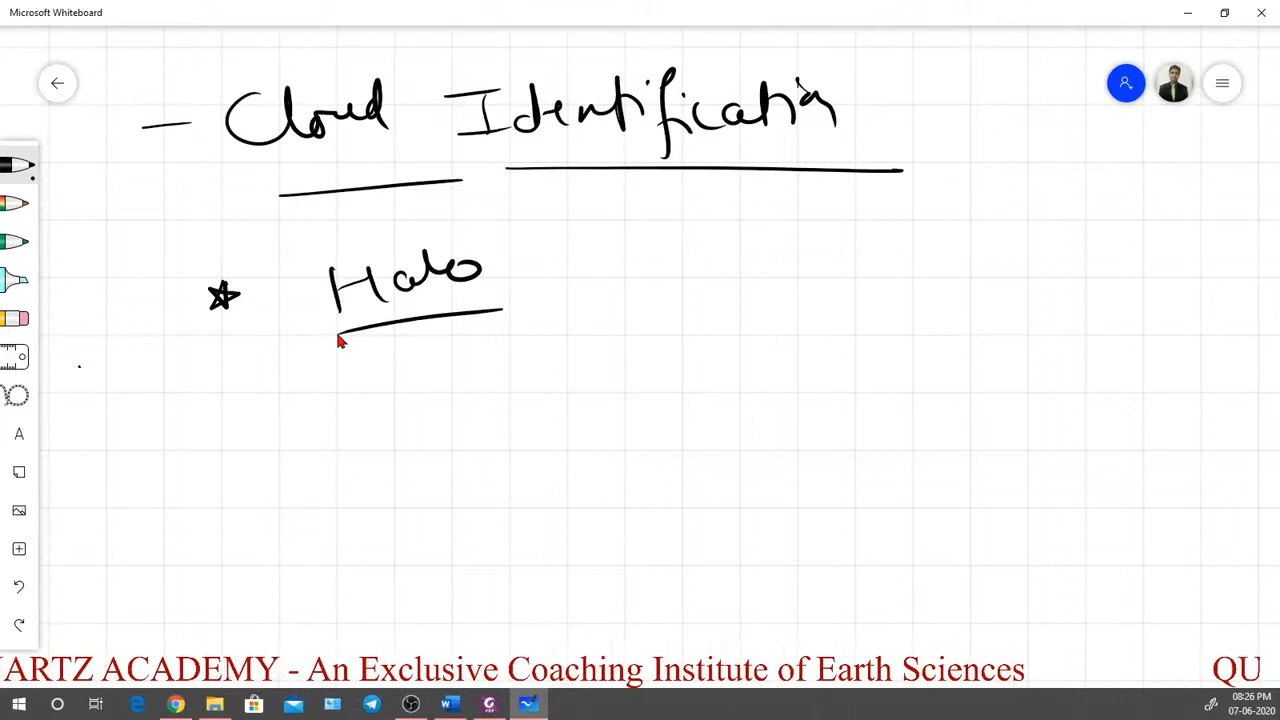 Microsoft Whiteboard
– Cloud Identification
* Halo
A
ARTZ ACADEMY - An Exclusive Coaching Institute of Earth Sciences QU
08:26 PM
07-06-2020